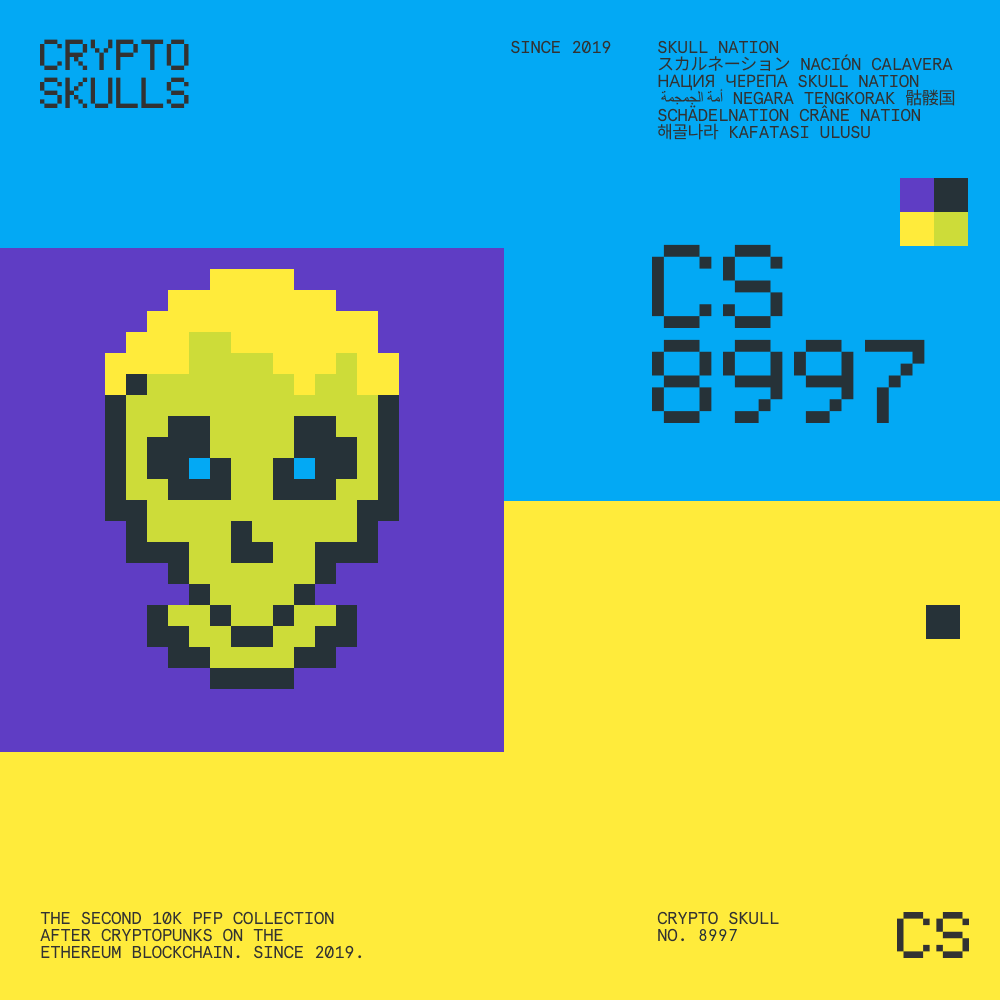 CRYPTO
SKULLS
SINCE 2019
SKULL NATION
スカルネーション NACIÓN CALAVERA
НАЦИЯ ЧЕРЕПА SKULL NATION
أمة الجمجمة NEGARA TENGKORAK 骷髅国
SCHÄDELNATION CRÂNE NATION
해골나라 KAFATASI ULUSU
CS
8997
THE SECOND 10K PFP COLLECTION
AFTER CRYPTOPUNKS ON THE
ETHEREUM BLOCKCHAIN. SINCE 2019.
CRYPTO SKULL
NO. 8997
CS